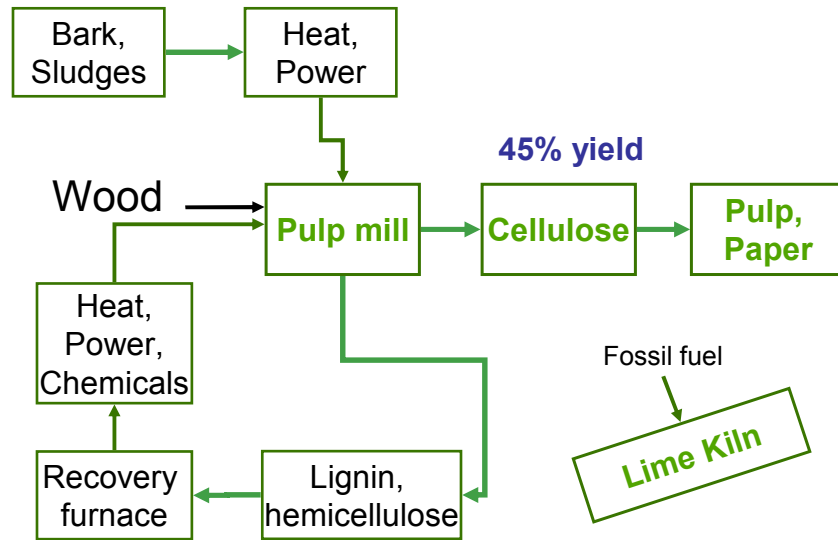 Bark,
Sludges
Heat,
Power
45% yield
Wood
Pulp mill
Cellulose
Pulp,
Paper
Heat,
Power,
Chemicals
Fossil fuel
Lime Kiln
Recovery
furnace
Lignin,
hemicellulose